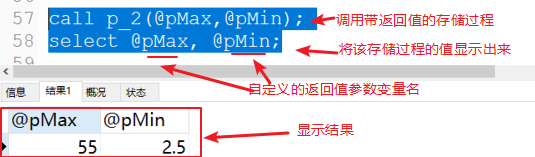 57 call p_2(@pMax,@pMin);
调用带返回值的存储过程
58 select @pMax, @pMin;
将该存储过程的值显示出来
59
自定义的返回值参数变量名
信息 结果1 概况 状态
@pMax @pMin
显示结果
55 2.5